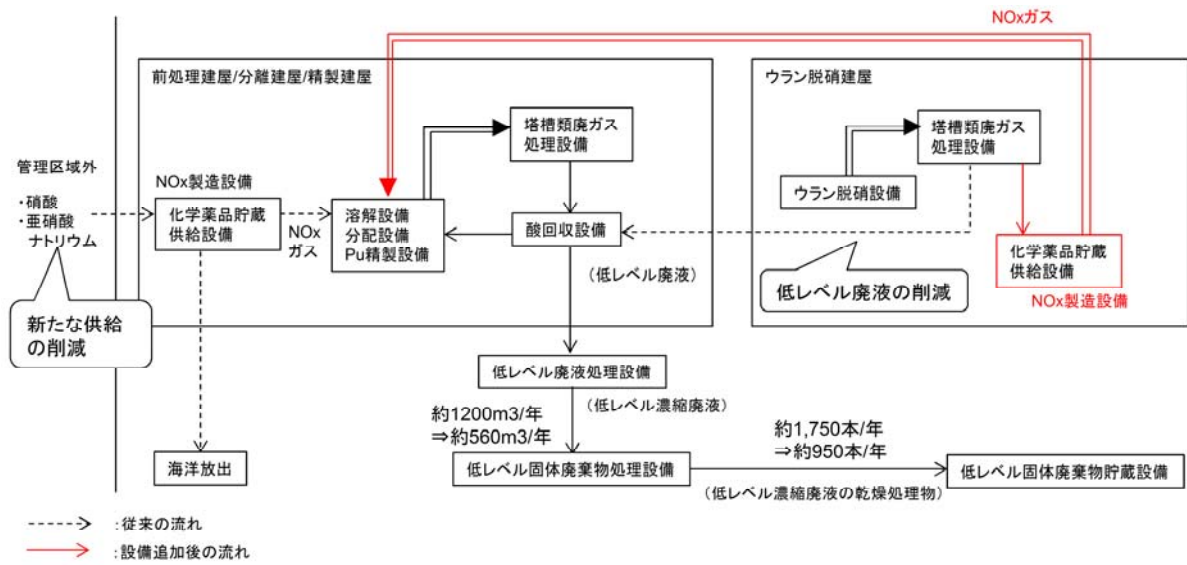 NOxガス
前処理建屋/分離建屋/精製建屋
ウラン脱硝建屋
塔槽類廃ガス
処理設備
塔槽類廃ガス
処理設備
管理区域外
・硝酸
・亜硝酸
ナトリウム
NOx製造設備
化学薬品貯蔵
供給設備
NOx
ガス
溶解設備
分配設備
Pu精製設備
酸回収設備
ウラン脱硝設備
化学薬品貯蔵
供給設備
NOx製造設備
(低レベル廃液)
低レベル廃液の削減
新たな供給
の削減
低レベル廃液処理設備
(低レベル濃縮廃液)
約1200m3/年
⇒約560m3/年
約1,750本/年
⇒約950本/年
海洋放出
低レベル固体廃棄物処理設備
低レベル固体廃棄物貯蔵設備
(低レベル濃縮廃液の乾燥処理物)
:従来の流れ
:設備追加後の流れ